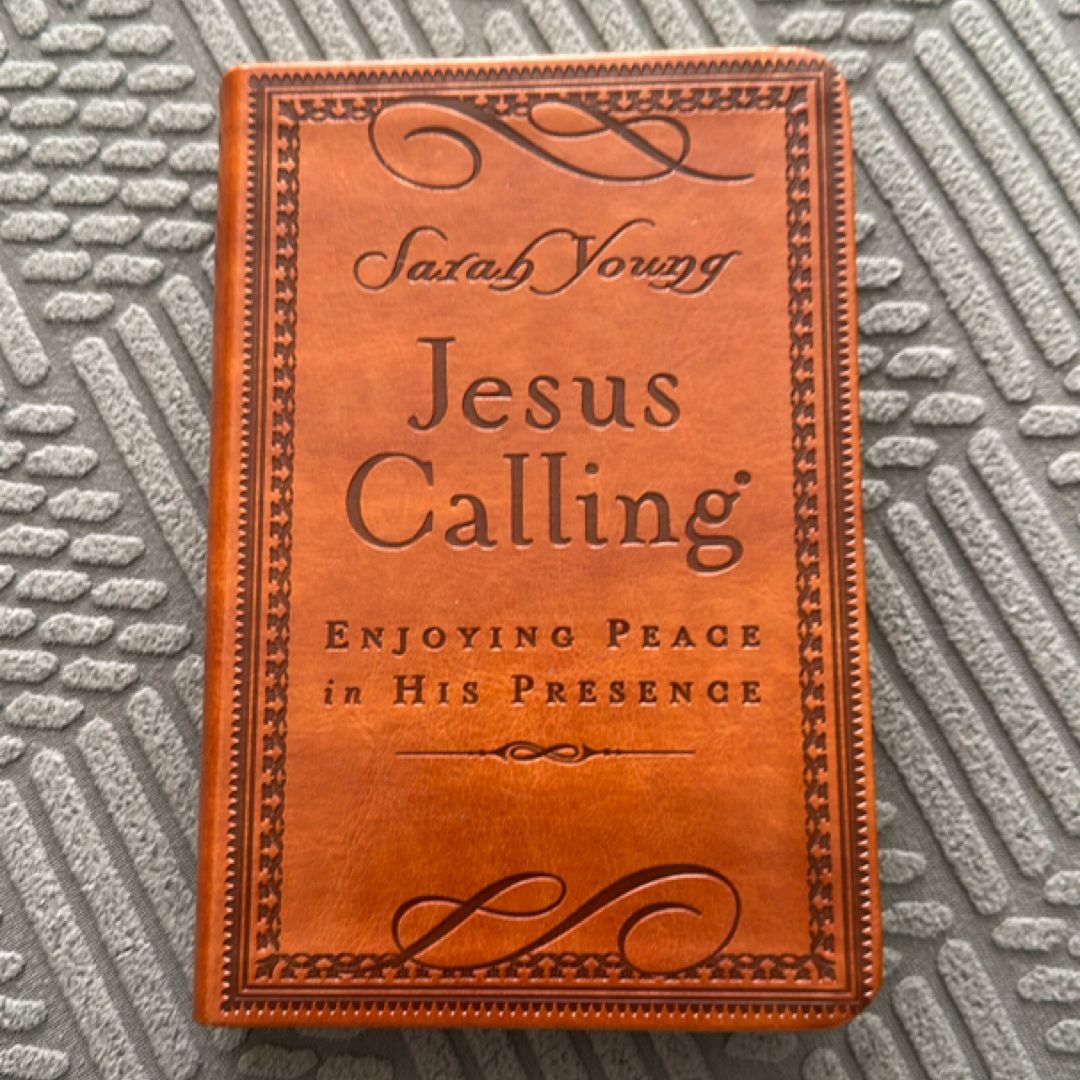 Sarah Young
Jesus
Calling®
ENJOYING PEACE
in HIS PRESENCE